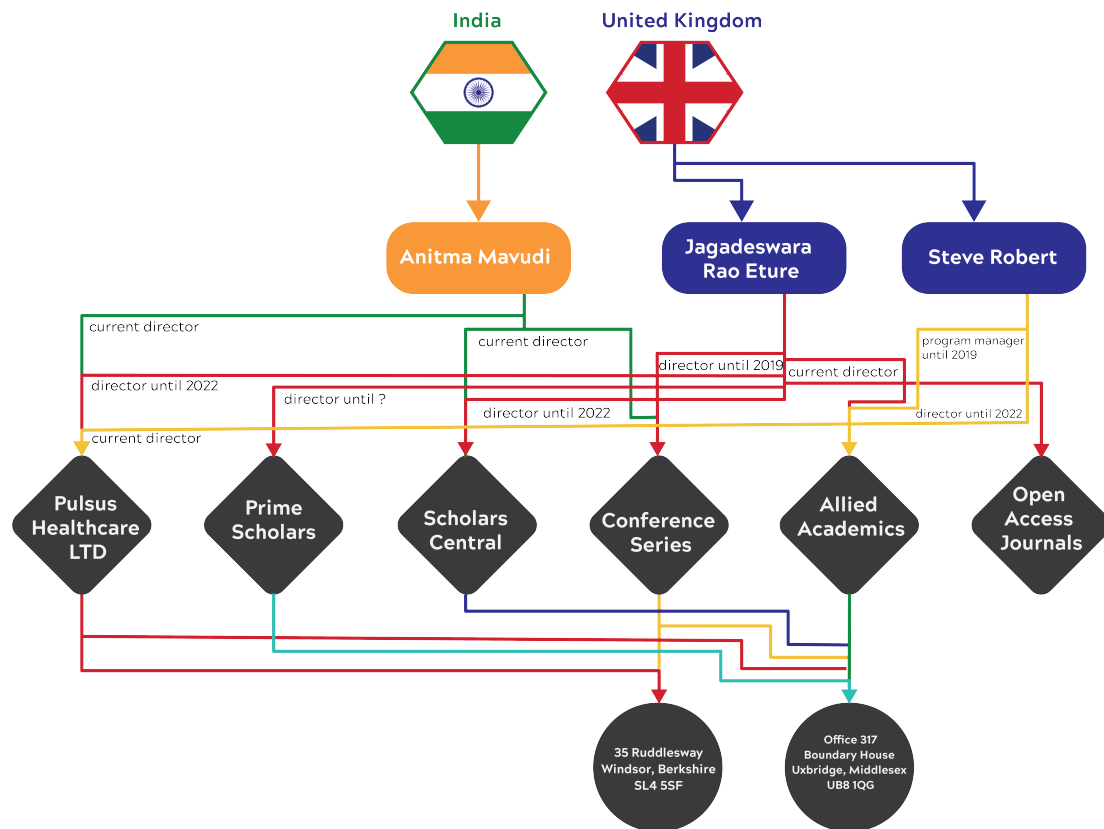 India
United Kingdom
Anitma Mavudi
Jagadeswara
Rao Eture
Steve Robert
current director
current director
program manager
until 2019
director until 2019
current director
director until 2022
director until ?
director until 2022
director until 2022
current director
Pulsus
Healthcare
LTD
Prime
Scholars
Scholars
Central
Conference
Series
Allied
Academics
Open
Access
Journals
35 Ruddlesway
Windsor, Berkshire
SL4 5SF
Office 317
Boundary House
Uxbridge, Middlesex
UB8 1QG